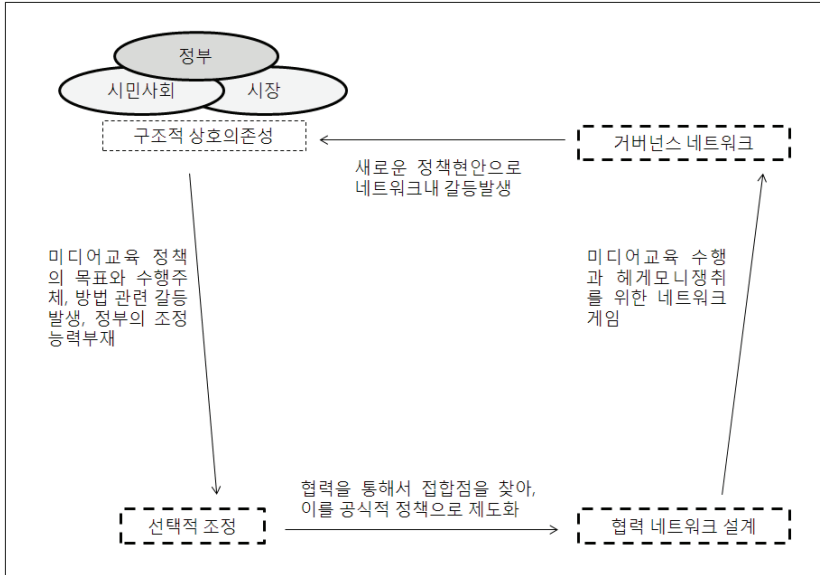 정부
시민사회
시장
구조적 상호의존성
거버넌스 네트워크
새로운 정책현안으로
네트워크내 갈등발생
미디어교육 정책
의 목표와 수행주
체, 방법 관련 갈등
발생, 정부의 조정
능력부재
미디어교육 수행
과 헤게모니쟁취
를 위한 네트워크
게임
협력을 통해서 접합점을 찾아,
이를 공식적 정책으로 제도화
선택적 조정
협력 네트워크 설계